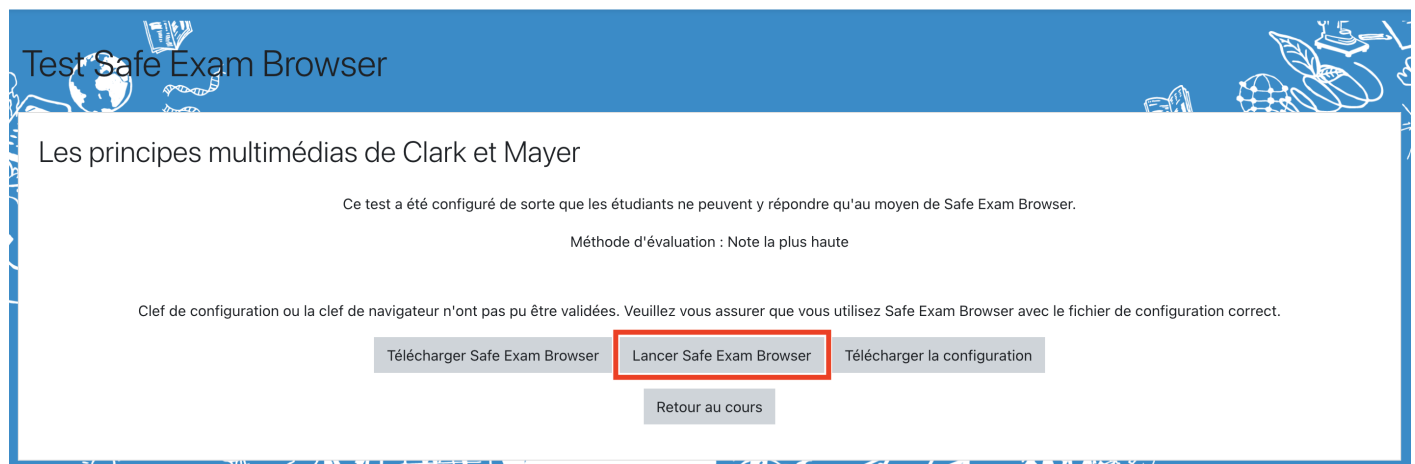 Test Safe Exam Browser
Les principes multimédias de Clark et Mayer
Ce test a été configuré de sorte que les étudiants ne peuvent y répondre qu'au moyen de Safe Exam Browser.
Méthode d'évaluation : Note la plus haute
Clef de configuration ou la clef de navigateur n'ont pas pu être validées. Veuillez vous assurer que vous utilisez Safe Exam Browser avec le fichier de configuration correct.
Télécharger Safe Exam Browser Lancer Safe Exam Browser Télécharger la configuration
Retour au cours